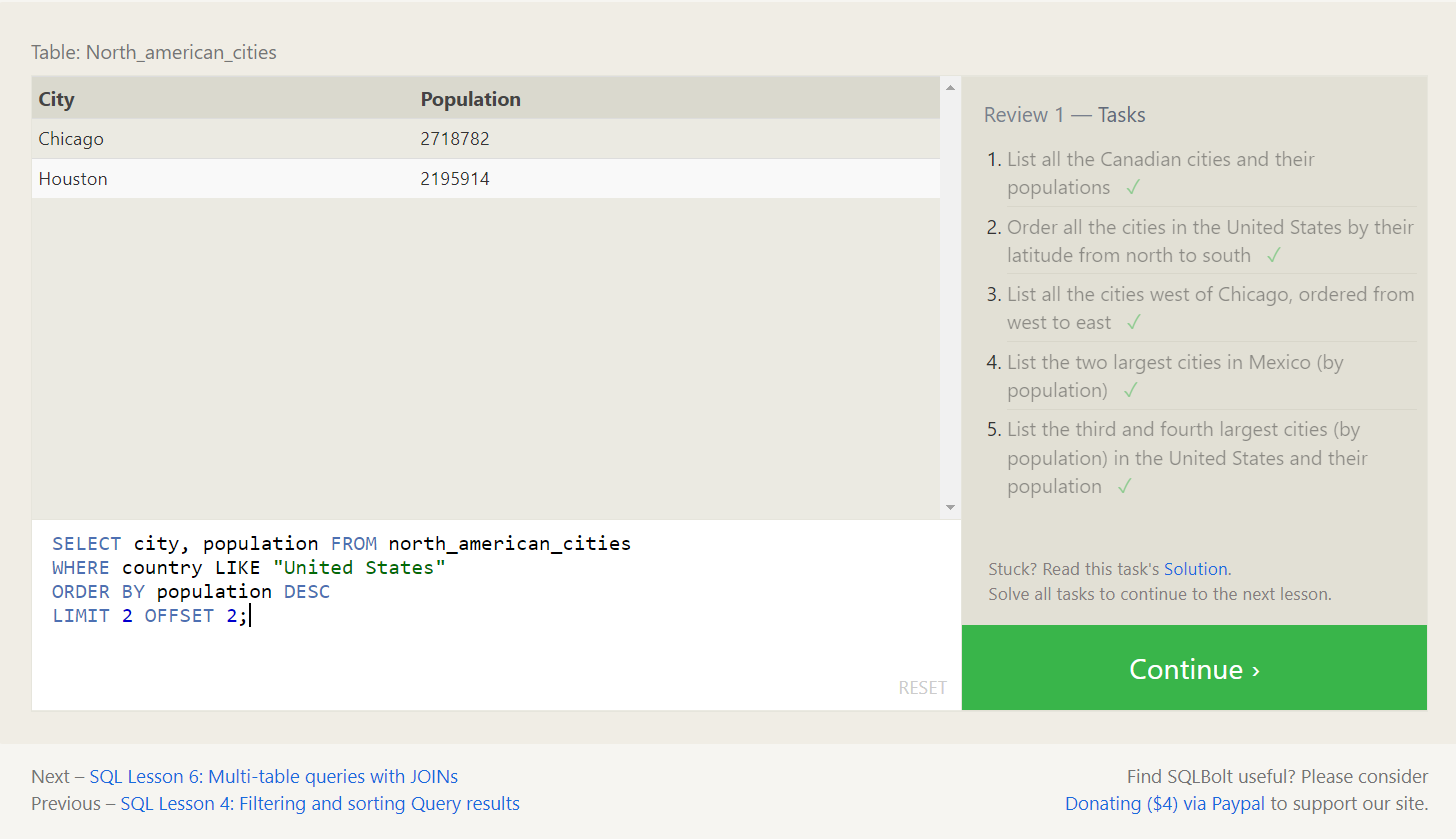 Table: North_american_cities
City Population
Chicago 2718782
Houston 2195914
SELECT city, population FROM north_american_cities
WHERE country LIKE "United States"
ORDER BY population DESC
LIMIT 2 OFFSET 2;
RESET
Review 1 — Tasks
1. List all the Canadian cities and their
populations ✓
2. Order all the cities in the United States by their
latitude from north to south ✓
3. List all the cities west of Chicago, ordered from
west to east ✓
4. List the two largest cities in Mexico (by
population) ✓
5. List the third and fourth largest cities (by
population) in the United States and their
population ✓
Stuck? Read this task's Solution.
Solve all tasks to continue to the next lesson.
Continue ›
Next – SQL Lesson 6: Multi-table queries with JOINs
Previous – SQL Lesson 4: Filtering and sorting Query results
Find SQLBolt useful? Please consider
Donating ($4) via Paypal to support our site.